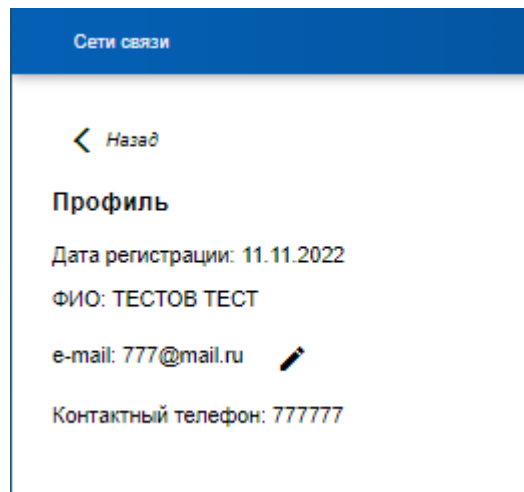 Сети связи
Назад
Профиль
Дата регистрации: 11.11.2022
ФИО: ТЕСТОВ ТЕСТ
e-mail: 777@mail.ru
Контактный телефон: 777777